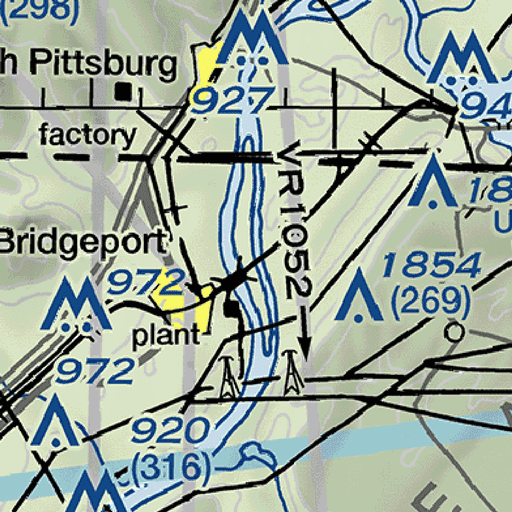 (298)
h Pittsburg
927
94
factory
VR1052
18
U
Bridgeport
972
1854
(269)
plant
972
920
(316)